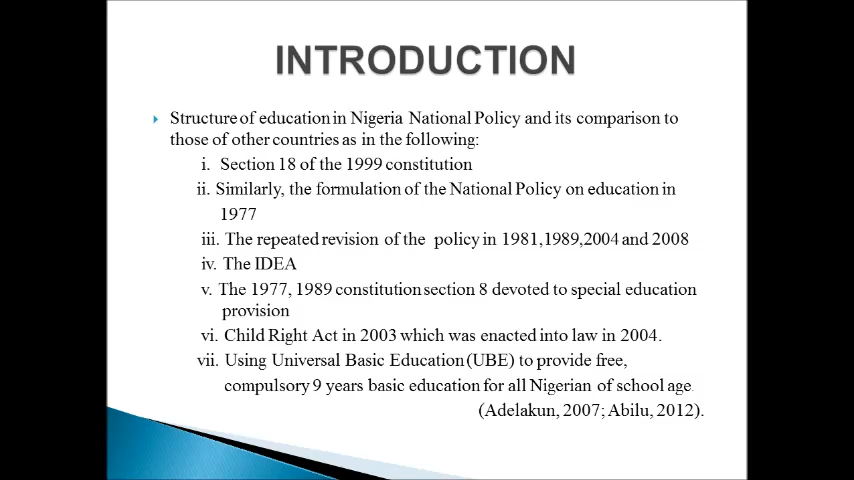 INTRODUCTION
Structure of education in Nigeria National Policy and its comparison to
those of other countries as in the following:
i. Section 18 of the 1999 constitution
ii. Similarly, the formulation of the National Policy on education in
1977
iii. The repeated revision of the policy in 1981,1989,2004 and 2008
iv. The IDEA
v. The 1977, 1989 constitution section 8 devoted to special education
provision
vi. Child Right Act in 2003 which was enacted into law in 2004.
vii. Using Universal Basic Education (UBE) to provide free,
compulsory 9 years basic education for all Nigerian of school age.
(Adelakun, 2007; Abilu, 2012).